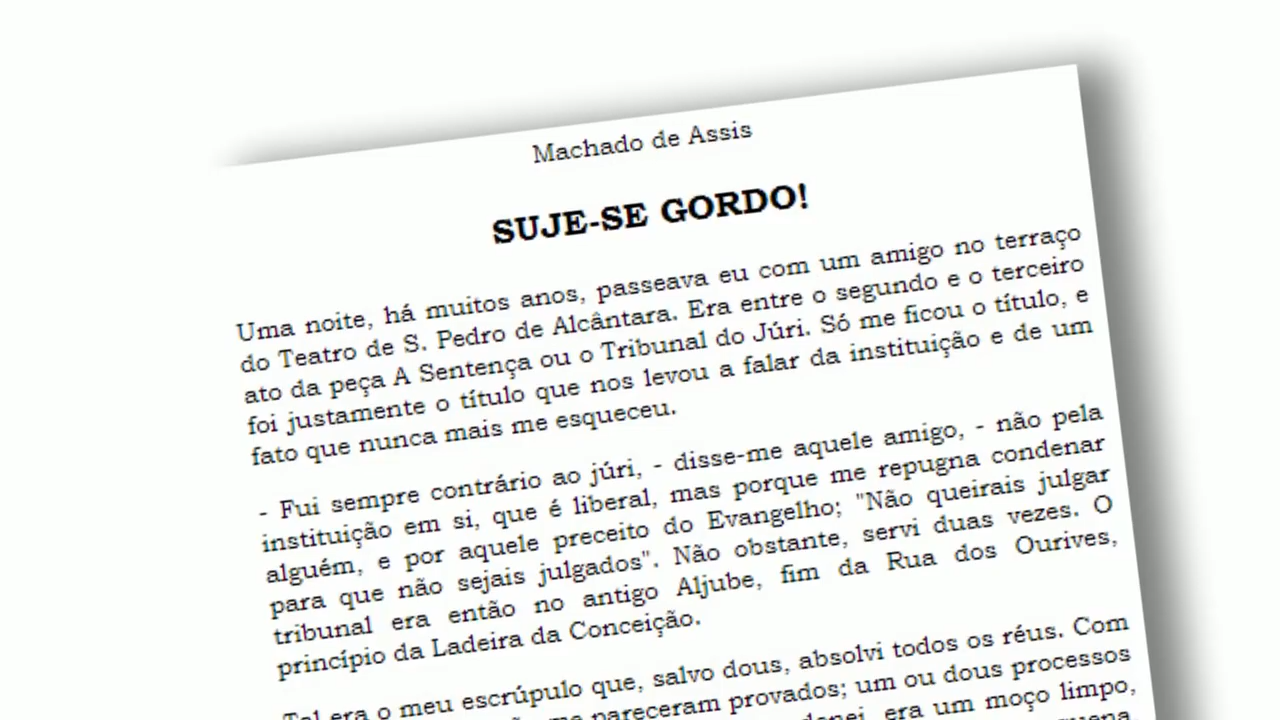 Machado de Assis
SUJE-SE GORDO!
Uma noite, há muitos anos, passeava eu com um amigo no terraço
do Teatro de S. Pedro de Alcântara. Era entre o segundo e o terceiro
ato da peça A Sentença ou o Tribunal do Júri. Só me ficou o título, e
foi justamente o título que nos levou a falar da instituição e de um
fato que nunca mais me esqueceu.
- Fui sempre contrário ao júri, - disse-me aquele amigo, - não pela
instituição em si, que é liberal, mas porque me repugna condenar
alguém, e por aquele preceito do Evangelho; "Não queirais julgar
para que não sejais julgados". Não obstante, servi duas vezes. O
tribunal era então no antigo Aljube, fim da Rua dos Ourives,
princípio da Ladeira da Conceição.
Tal era o meu escrúpulo que, salvo dous, absolvi todos os réus. Com
me pareceram provados; um ou dous processos
era um moço limpo,